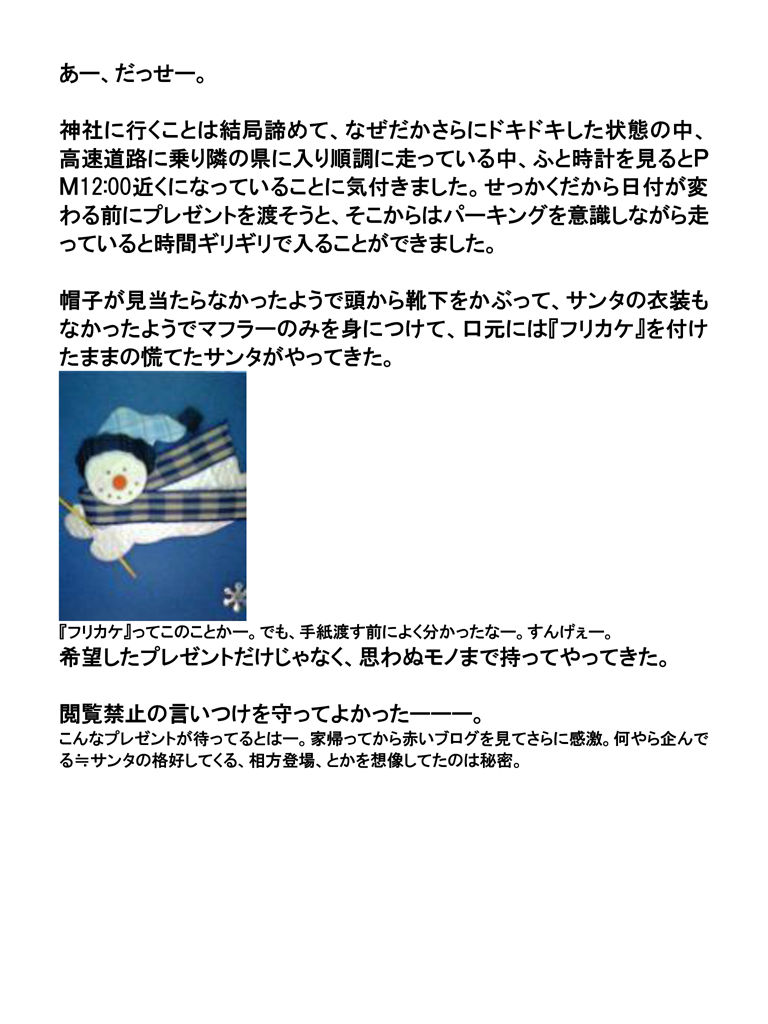 あー、だっせー。
神社に行くことは結局諦めて、なぜだかさらにドキドキした状態の中、
高速道路に乗り隣の県に入り順調に走っている中、ふと時計を見るとＰ
Ｍ12:00近くになっていることに気付きました。せっかくだから日付が変
わる前にプレゼントを渡そうと、そこからはパーキングを意識しながら走
っていると時間ギリギリで入ることができました。
帽子が見当たらなかったようで頭から靴下をかぶって、サンタの衣装も
なかったようでマフラーのみを身につけて、口元には『フリカケ』を付け
たままの慌てたサンタがやってきた。
『フリカケ』ってこのことかー。でも、手紙渡す前によく分かったなー。すんげぇー。
希望したプレゼントだけじゃなく、思わぬモノまで持ってやってきた。
閲覧禁止の言いつけを守ってよかったーーー。
こんなプレゼントが待ってるとはー。家帰ってから赤いブログを見てさらに感激。何やら企んで
る≒サンタの格好してくる、相方登場、とかを想像してたのは秘密。